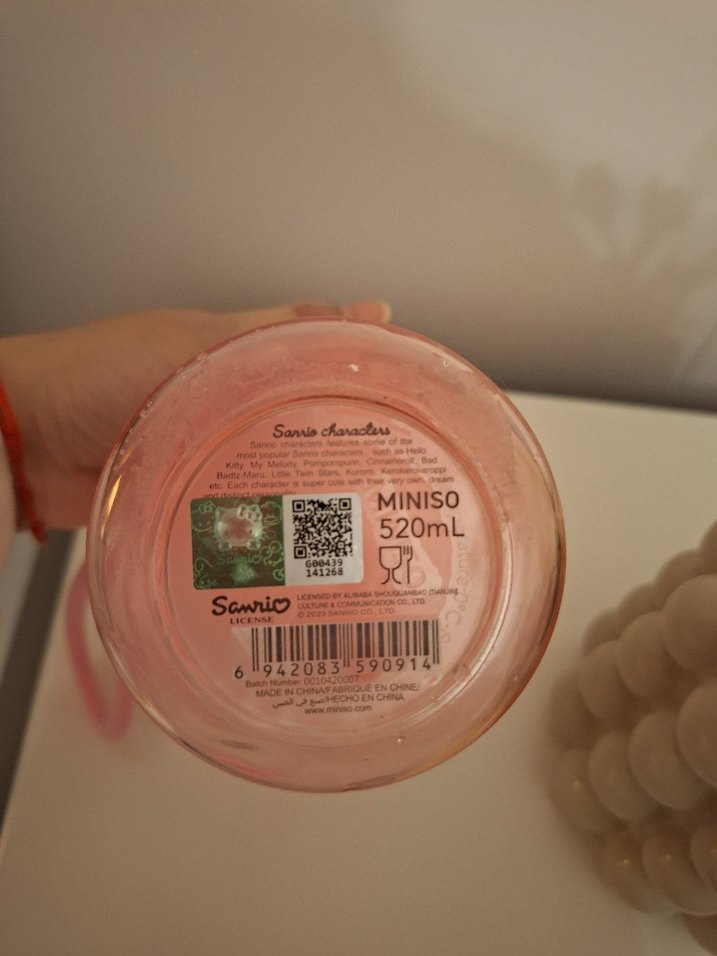 Sanrio characters
Sanrio characters features some of the
most popular Sanrio characters, such as Hello
Kitty, My Melody, Pompompurin, Cinnamoroll, Bad
Badtz-Maru, Little Twin Stars, Kuromi, Kerokerokeroppi
etc. Each character is super cute with their very own, dream
and distinct
MINISO
520mL
SANRIO
G00439
141268
Sanrio
LICENSE
LICENSED BY ALIBABA SHOUQUANBAO (TIANJIN)
CULTURE & COMMUNICATION CO., LTD.
© 2023 SANRIO CO., LTD.
6 942083 590914
Batch Number: 0010420007
MADE IN CHINA/FABRIQUÉ EN CHINE/
صنع في الصين/HECHO EN CHINA
www.miniso.com